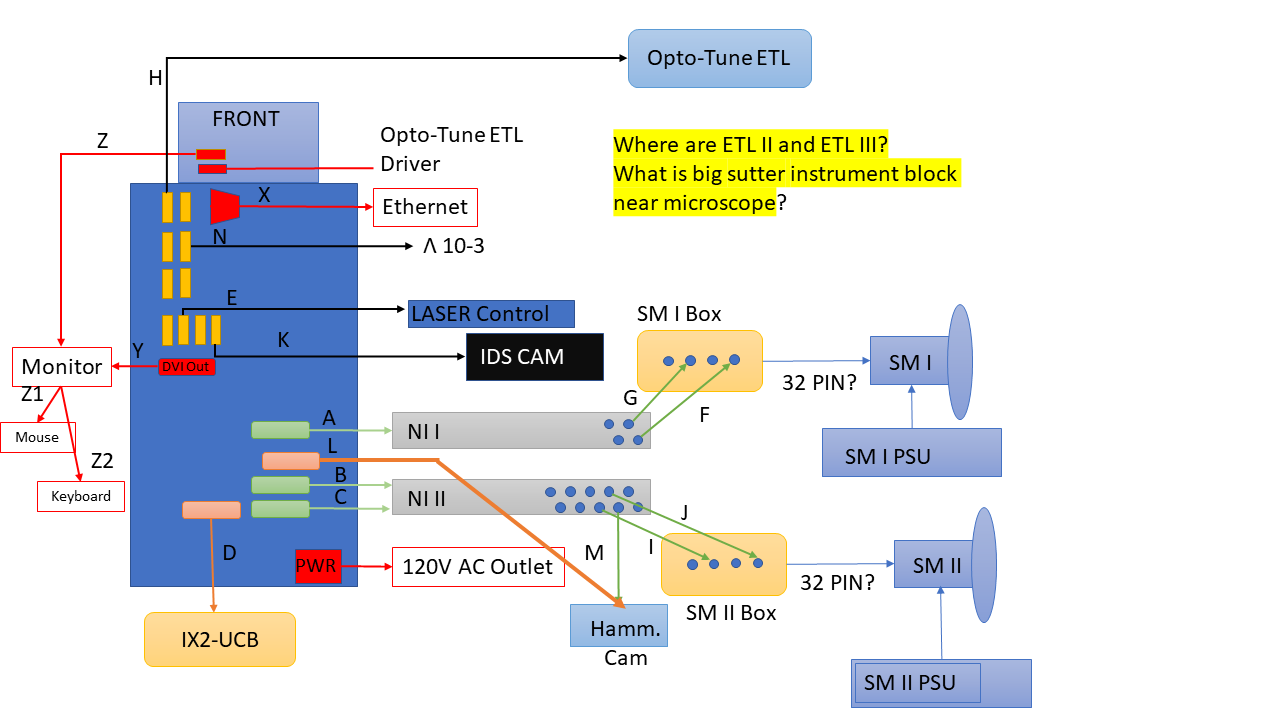 Opto-Tune ETL
H
FRONT
Z
Opto-Tune ETL
Driver
Where are ETL II and ETL III?
What is big sutter instrument block
near microscope?
X
Ethernet
N
Λ 10-3
E
LASER Control
SM I Box
K
IDS CAM
Y
Monitor
DVI Out
SM I
32 PIN?
Z1
G
F
A
Mouse
NI I
L
SM I PSU
Z2
B
Keyboard
C
NI II
J
D
M
I
PWR
120V AC Outlet
SM II
32 PIN?
SM II Box
IX2-UCB
Hamm.
Cam
SM II PSU